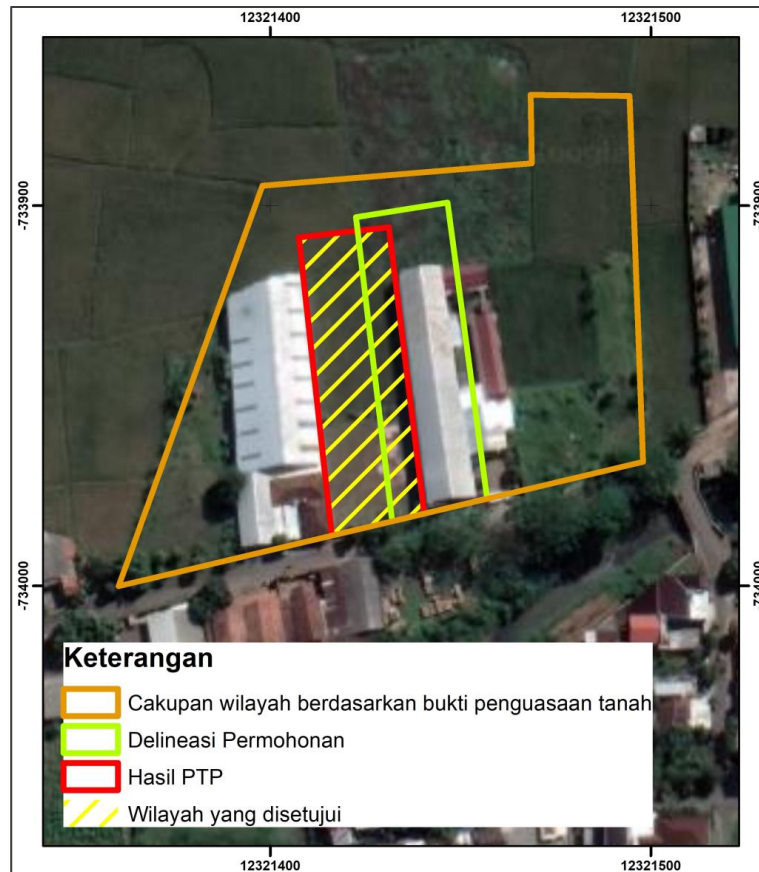 12321400
12321500
-733900
-733900
-734000
-734000
Keterangan
Cakupan wilayah berdasarkan bukti penguasaan tanah
Delineasi Permohonan
Hasil PTP
Wilayah yang disetujui
12321400
12321500